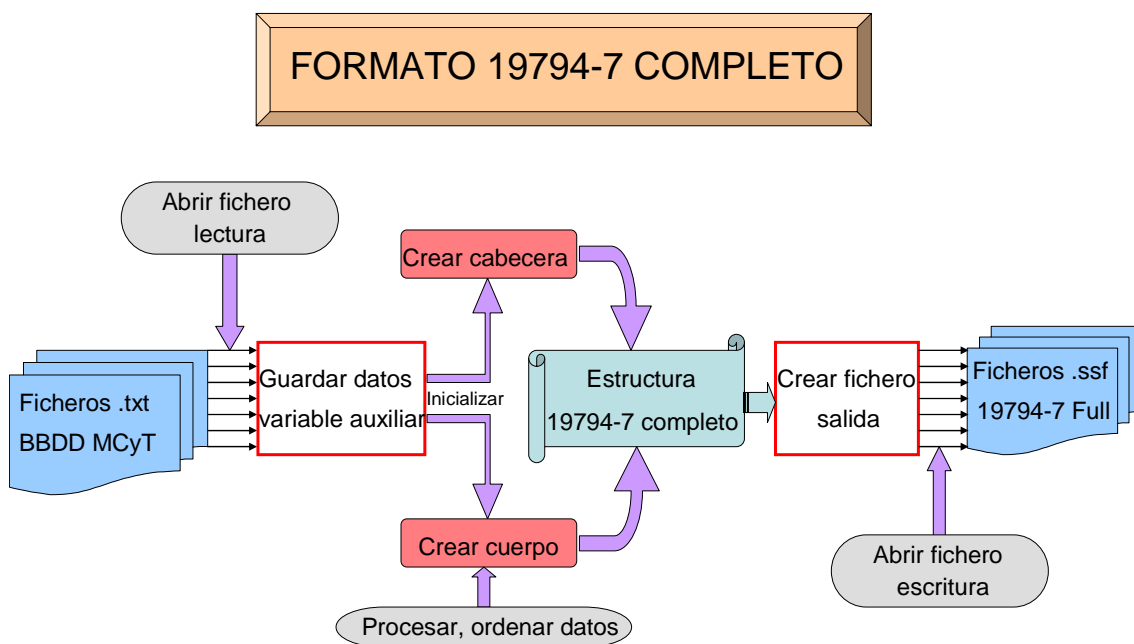 FORMATO 19794-7 COMPLETO
Abrir fichero
lectura
Crear cabecera
Ficheros .txt
BBDD MCyT
Guardar datos
variable auxiliar
Inicializar
Estructura
19794-7 completo
Crear fichero
salida
Ficheros .ssf
19794-7 Full
Crear cuerpo
Abrir fichero
escritura
Procesar, ordenar datos